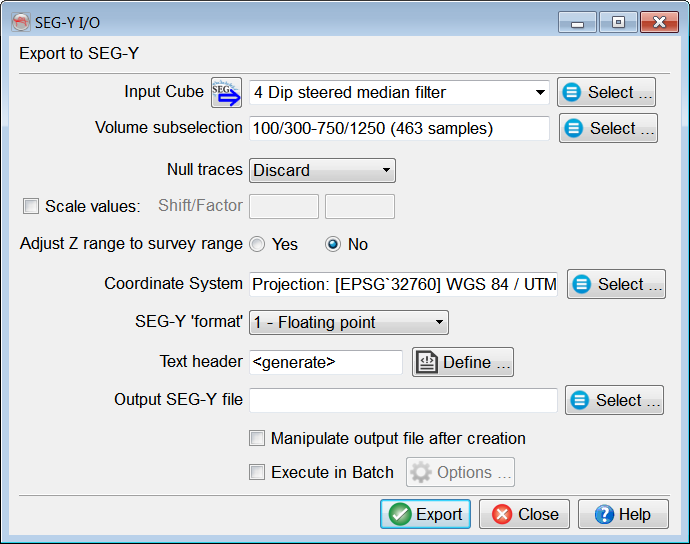 SEG-Y I/O
Export to SEG-Y
Input Cube SEG 4 Dip steered median filter Select ...
Volume subselection 100/300-750/1250 (463 samples) Select ...
Null traces Discard
Scale values: Shift/Factor
Adjust Z range to survey range Yes No
Coordinate System Projection: [EPSG`32760] WGS 84 / UTM Select ...
SEG-Y 'format' 1 - Floating point
Text header <generate> Define ...
Output SEG-Y file Select ...
Manipulate output file after creation
Execute in Batch Options ...
Export Close Help